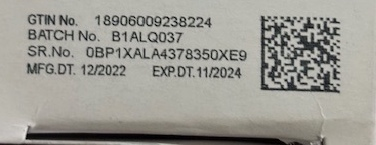 GTIN No. 18906009238224
BATCH No. B1ALQ037
SR.No. 0BP1XALA4378350XE9
MFG.DT. 12/2022 EXP.DT.11/2024